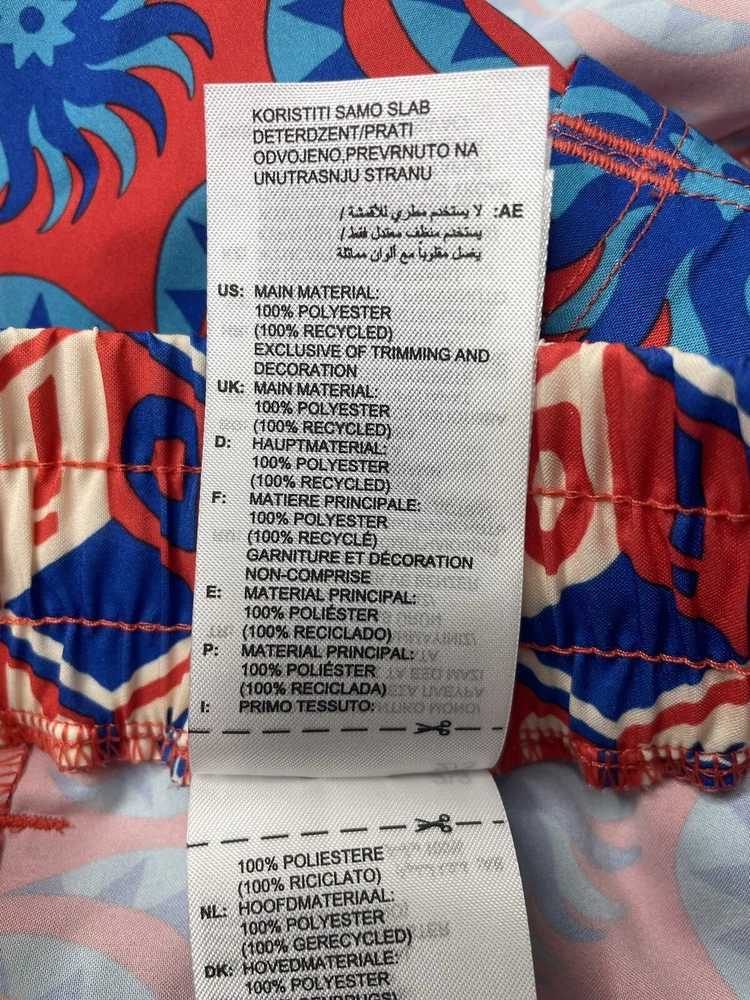 KORISTITI SAMO SLAB
DETERDZENT/PRATI
ODVOJENO,PREVRNUTO NA
UNUTRASNJU STRANU
AE: لا يستخدم مطري للأقمشة /
يستخدم منظف معتدل فقط /
يغسل مقلوباً مع ألوان مماثلة
US: MAIN MATERIAL:
100% POLYESTER
(100% RECYCLED)
EXCLUSIVE OF TRIMMING AND
DECORATION
UK: MAIN MATERIAL:
100% POLYESTER
(100% RECYCLED)
D: HAUPTMATERIAL:
100% POLYESTER
(100% RECYCLED)
F: MATIERE PRINCIPALE:
100% POLYESTER
(100% RECYCLÉ)
GARNITURE ET DÉCORATION
NON-COMPRISE
E: MATERIAL PRINCIPAL:
100% POLIÉSTER
(100% RECICLADO)
P: MATERIAL PRINCIPAL:
100% POLIÉSTER
(100% RECICLADA)
I: PRIMO TESSUTO:
100% POLIESTERE
(100% RICICLATO)
NL: HOOFDMATERIAAL:
100% POLYESTER
(100% GERECYCLED)
DK: HOVEDMATERIALE:
100% POLYESTER